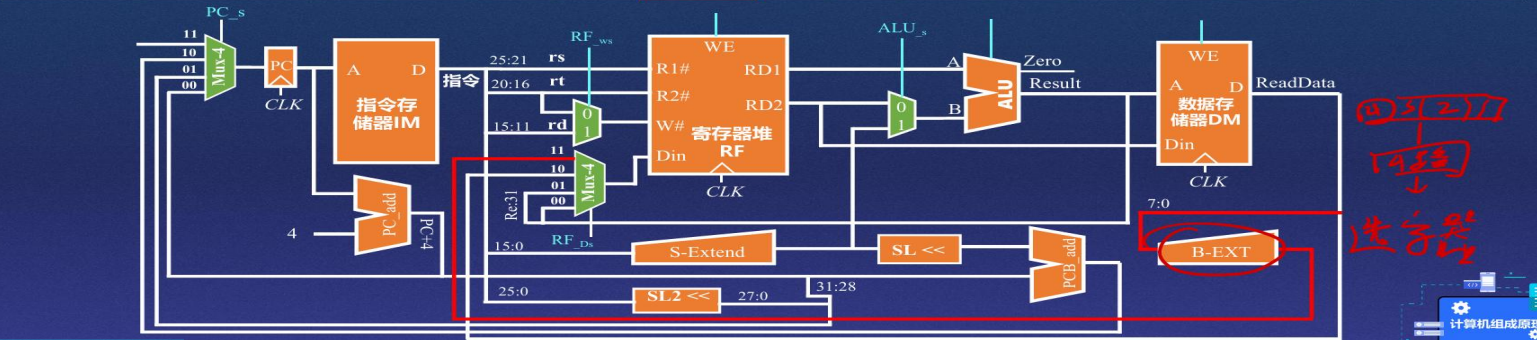 PC_s
11
10
01
00
Mux-4
PC
CLK
A D
指令存
储器IM
指令
25:21 rs
20:16 rt
15:11 rd
RF_ws
0
1
11
10
01
00
Mux-4
RF_Ds
Re:31
WE
R1# RD1
R2# RD2
W#
寄存器堆
RF
Din
CLK
ALU_s
0
1
A
B
ALU
Zero
Result
WE
A D
数据存
储器DM
Din
CLK
ReadData
4
PC_add
PC+4
15:0
S-Extend
SL <<
PCB_add
7:0
B-EXT
25:0
SL2 <<
27:0
31:28
4 3 2 1
选字器
计算机组成原